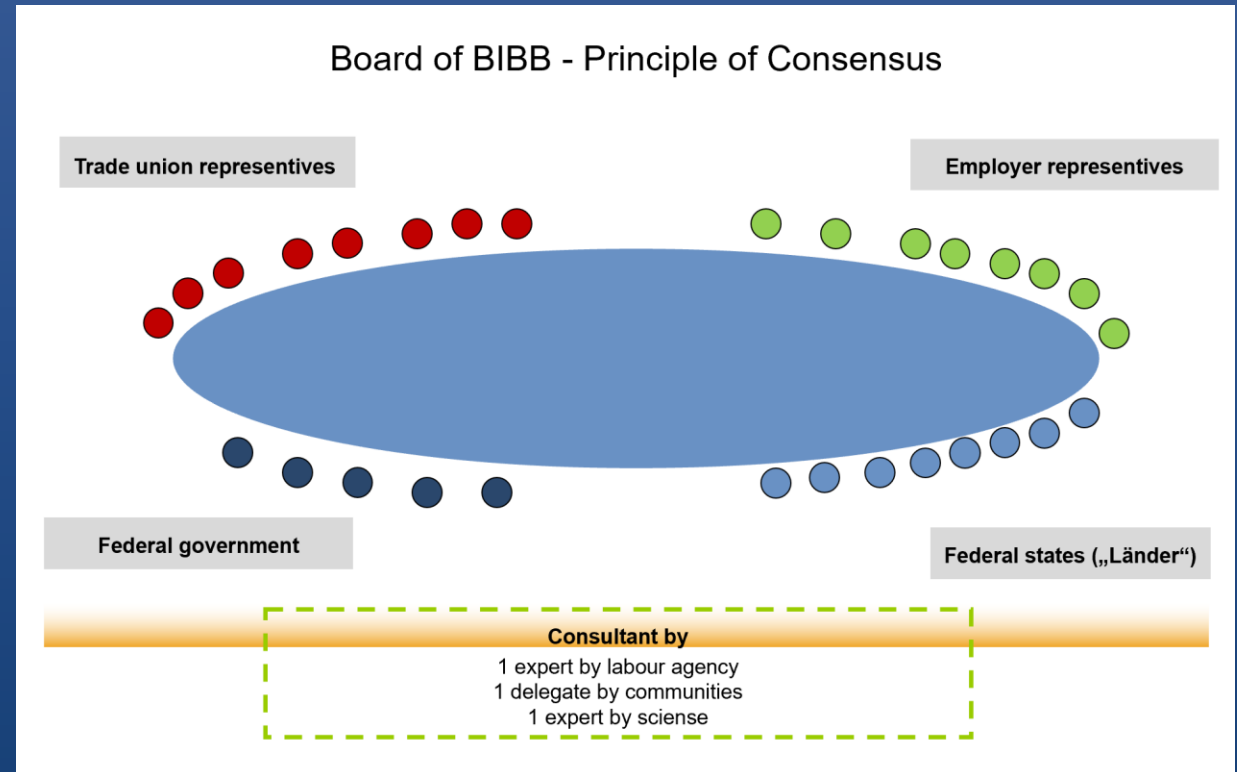 Board of BIBB - Principle of Consensus
Trade union representives
Employer representives
Federal government
Federal states („Länder“)
Consultant by
1 expert by labour agency
1 delegate by communities
1 expert by sciense